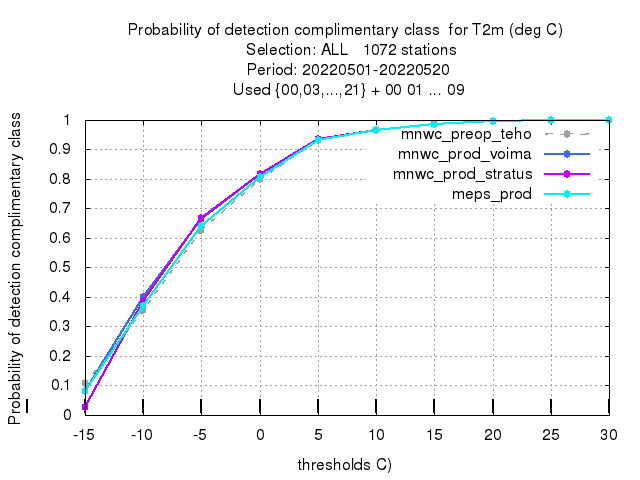 Probability of detection complimentary class  for T2m (deg C)
Selection: ALL   1072 stations
Period: 20220501-20220520
Used {00,03,...,21} + 00 01 ... 09
Probability of detection complimentary class
1
0.9
0.8
0.7
0.6
0.5
0.4
0.3
0.2
0.1
0
mnwc_preop_teho
mnwc_prod_voima
mnwc_prod_stratus
meps_prod
-15 -10 -5 0 5 10 15 20 25 30
thresholds C)